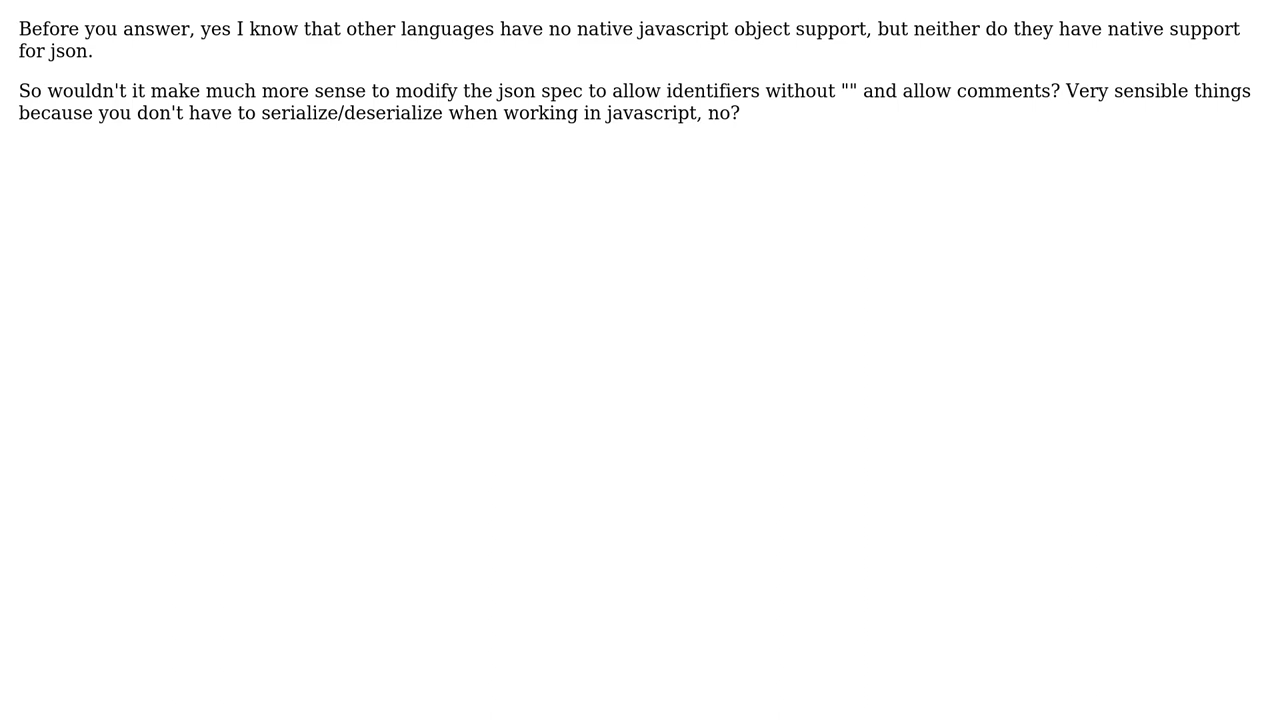 Before you answer, yes I know that other languages have no native javascript object support, but neither do they have native support
for json.
So wouldn't it make much more sense to modify the json spec to allow identifiers without "" and allow comments? Very sensible things
because you don't have to serialize/deserialize when working in javascript, no?